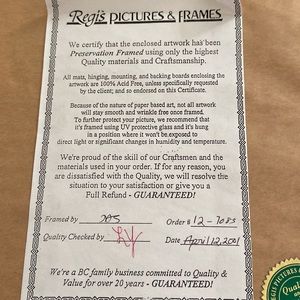 Regis PICTURES & FRAMES
We certify that the enclosed artwork has been
Preservation Framed using only the highest
Quality materials and Craftsmanship.
All mats, hinging, mounting, and backing boards enclosing the
artwork are 100% Acid Free, unless specifically requested by the
client; and so endorsed on this Certificate.
Because of the nature of paper based art, not all artwork
will stay smooth and wrinkle free once framed.
To further protect your picture, we recommend that
it's framed using UV protective glass and it's hung
in a position where it won't be exposed to
direct light or significant changes in humidity and temperature.
We're proud of the skill of our Craftsmen and the
materials used in your order. If for any reason, you
are dissatisfied with the Quality, we will resolve the
situation to your satisfaction or give you a
Full Refund - GUARANTEED!
Framed by JAS Order # 12-7085
Quality Checked by Date April 12, 2001
We're a BC family business committed to Quality &
Value for over 20 years - GUARANTEED!
REGIS PICTURES